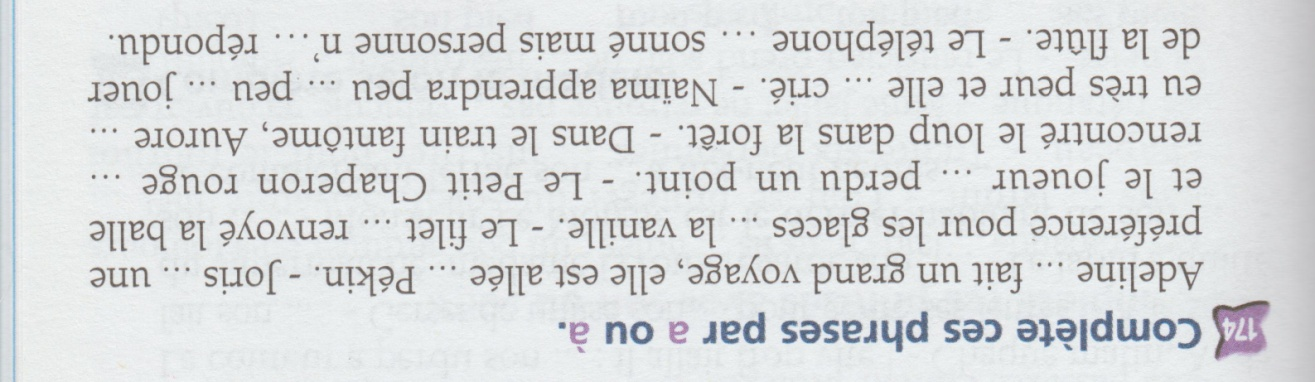 174 Complète ces phrases par a ou à.
Adeline ... fait un grand voyage, elle est allée ... Pékin. - Joris ... une
préférence pour les glaces ... la vanille. - Le filet ... renvoyé la balle
et le joueur ... perdu un point. - Le Petit Chaperon rouge ...
rencontré le loup dans la forêt. - Dans le train fantôme, Aurore ...
eu très peur et elle ... crié. - Naïma apprendra peu ... peu ... jouer
de la flûte. - Le téléphone ... sonné mais personne n'... répondu.